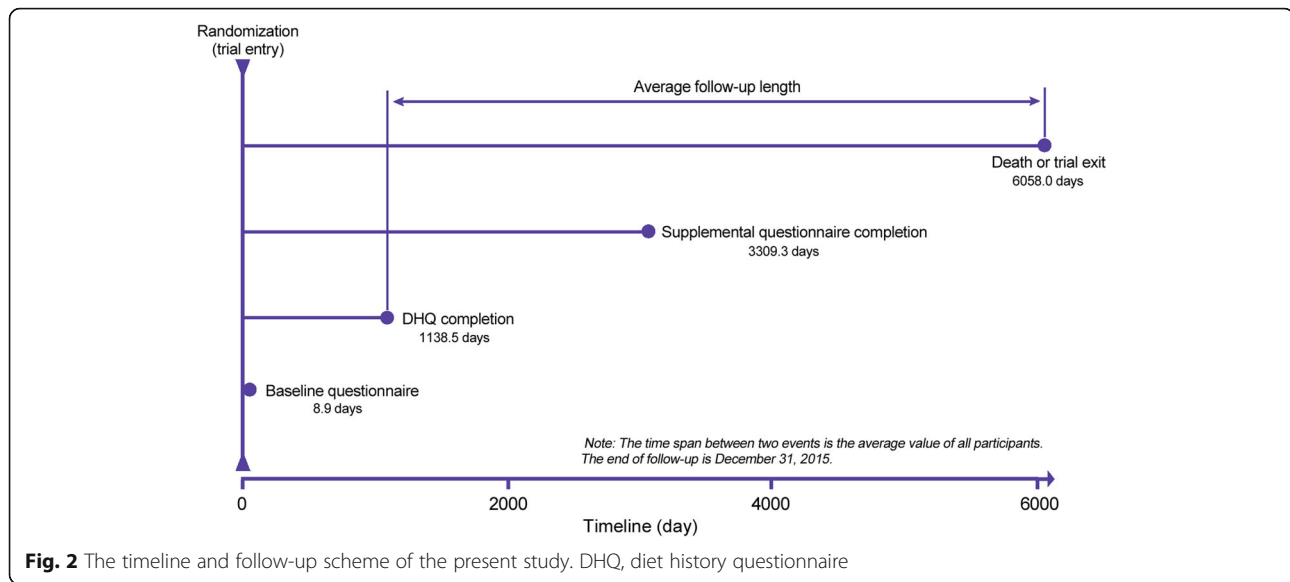 Randomization
(trial entry)
Average follow-up length
Death or trial exit
6058.0 days
Supplemental questionnaire completion
3309.3 days
DHQ completion
1138.5 days
Baseline questionnaire
8.9 days
Note: The time span between two events is the average value of all participants.
The end of follow-up is December 31, 2015.
0 2000 4000 6000
Timeline (day)
Fig. 2 The timeline and follow-up scheme of the present study. DHQ, diet history questionnaire